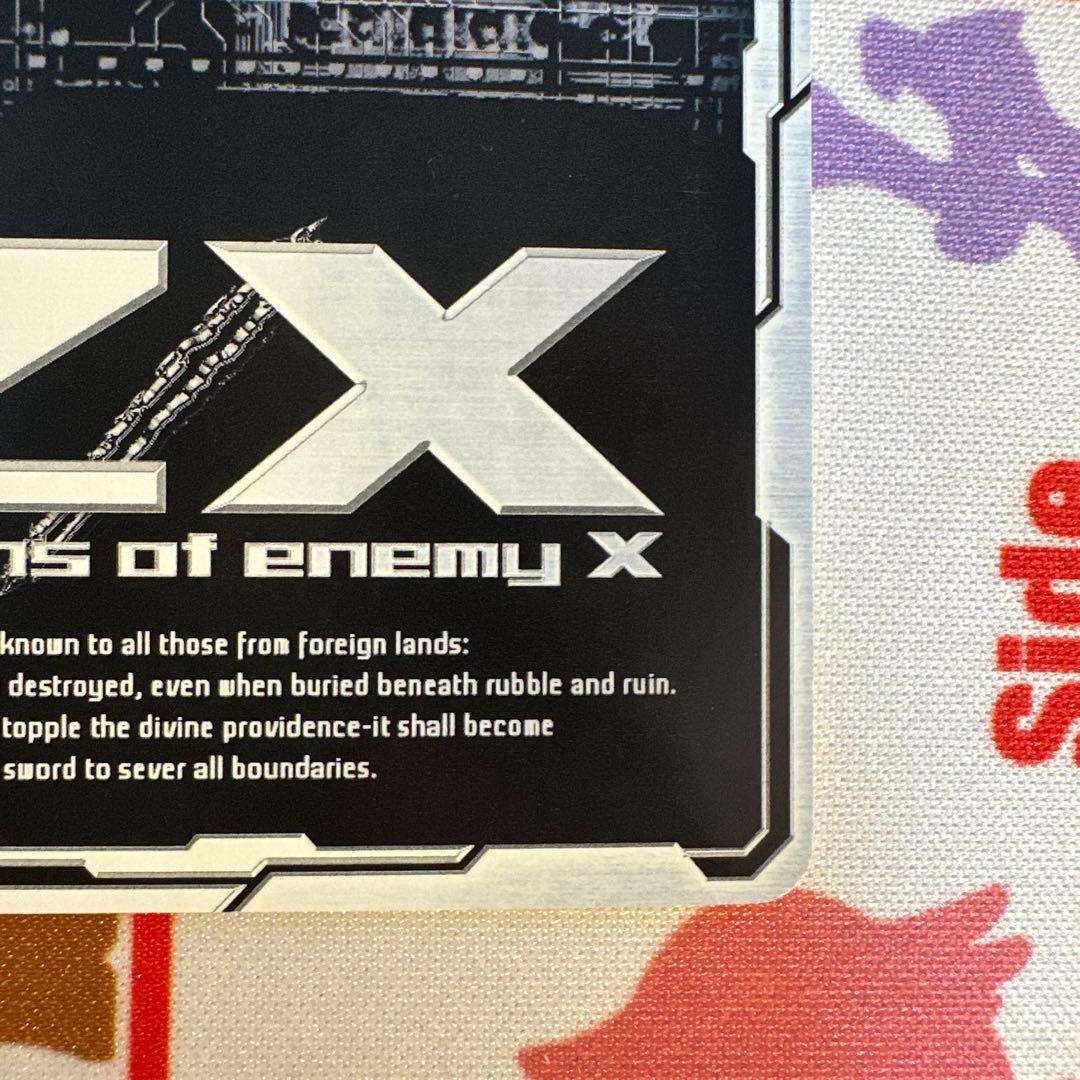 ZX
ns of enemy X
known to all those from foreign lands:
destroyed, even when buried beneath rubble and ruin.
topple the divine providence-it shall become
sword to sever all boundaries.
Side